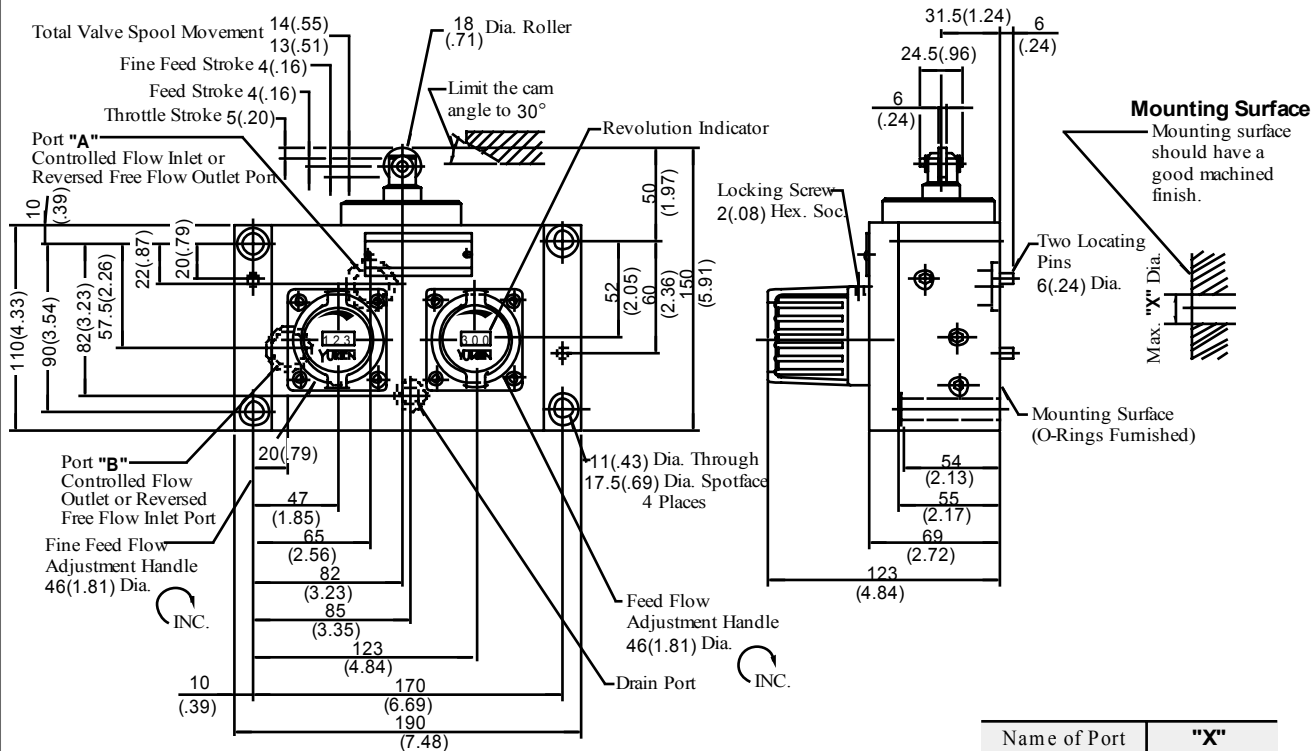 Total Valve Spool Movement 14(.55)
13(.51)
Fine Feed Stroke 4(.16)
Feed Stroke 4(.16)
Throttle Stroke 5(.20)
Port "A"
Controlled Flow Inlet or
Reversed Free Flow Outlet Port
18
(.71)
Dia. Roller
Limit the cam
angle to 30°
Revolution Indicator
10
(.39)
110(4.33)
90(3.54)
82(3.23)
57.5(2.26)
22(.87)
20(.79)
50
(1.97)
52
(2.05)
60
(2.36)
150
(5.91)
1 2 3
YUKEN
3 0 0
YUKEN
Port "B"
Controlled Flow
Outlet or Reversed
Free Flow Inlet Port
Fine Feed Flow
Adjustment Handle
46(1.81) Dia.
INC.
20(.79)
47
(1.85)
65
(2.56)
82
(3.23)
85
(3.35)
123
(4.84)
10
(.39)
170
(6.69)
190
(7.48)
11(.43) Dia. Through
17.5(.69) Dia. Spotface
4 Places
Feed Flow
Adjustment Handle
46(1.81) Dia.
INC.
Drain Port
31.5(1.24)
6
(.24)
24.5(.96)
6
(.24)
Locking Screw
2(.08) Hex. Soc.
Mounting Surface
Mounting surface
should have a
good machined
finish.
Two Locating
Pins
6(.24) Dia.
Max. "X" Dia.
Mounting Surface
(O-Rings Furnished)
54
(2.13)
55
(2.17)
69
(2.72)
123
(4.84)
Name of Port "X"